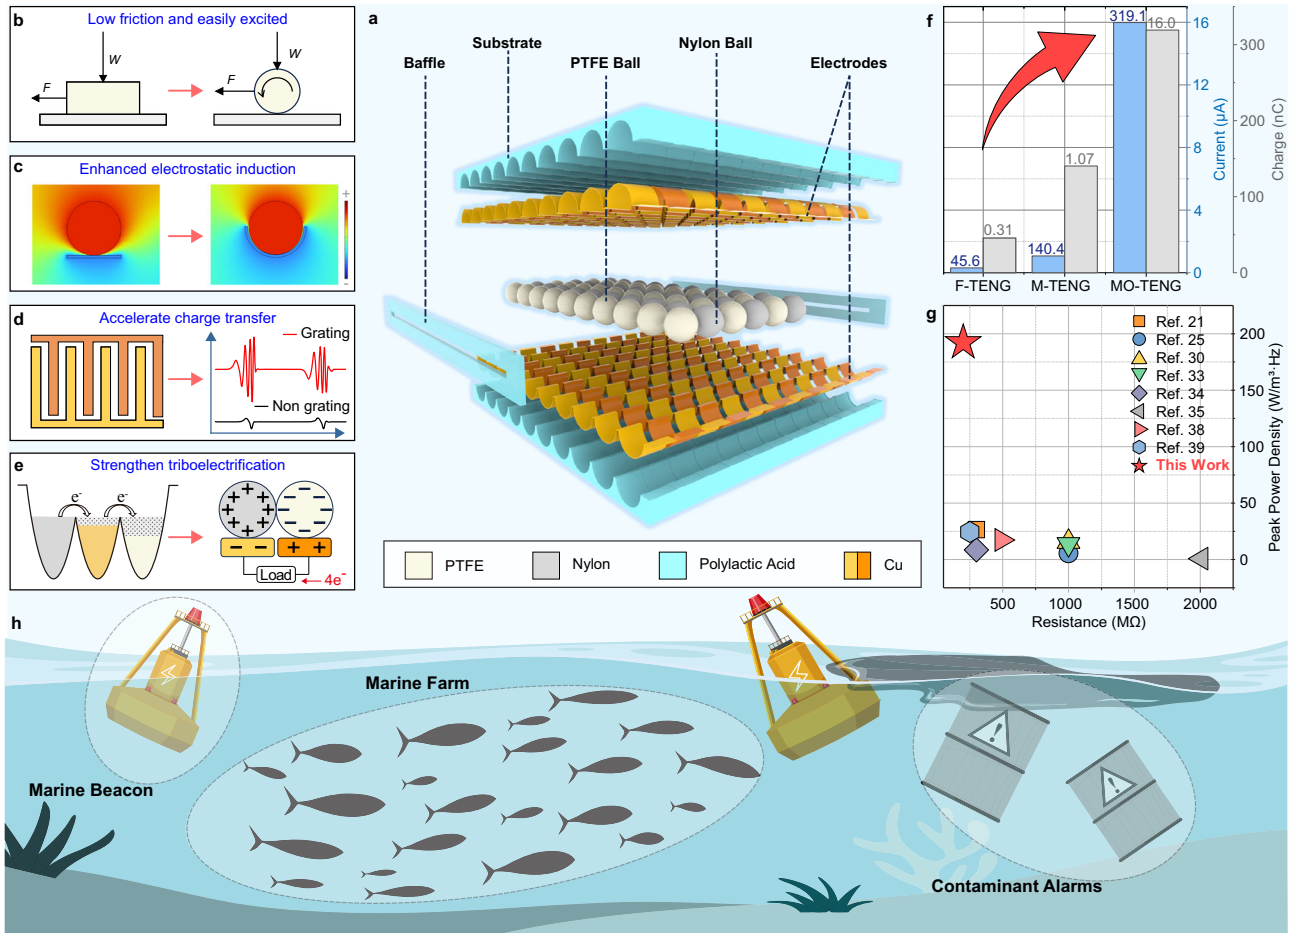 b
Low friction and easily excited
W
F
W
F
c
Enhanced electrostatic induction
+
−
d
Accelerate charge transfer
Grating
Non grating
e
Strengthen triboelectrification
e-
e-
Load
4e-
a
Baffle
Substrate
PTFE Ball
Nylon Ball
Electrodes
PTFE
Nylon
Polylactic Acid
Cu
f
45.6
0.31
140.4
1.07
319.1
16.0
F-TENG
M-TENG
MO-TENG
0
4
8
12
16
Current (μA)
0
100
200
300
Charge (nC)
g
Ref. 21
Ref. 25
Ref. 30
Ref. 33
Ref. 34
Ref. 35
Ref. 38
Ref. 39
This Work
200
150
100
50
0
Peak Power Density (W/m³·Hz)
500
1000
1500
2000
Resistance (MΩ)
h
Marine Beacon
Marine Farm
Contaminant Alarms